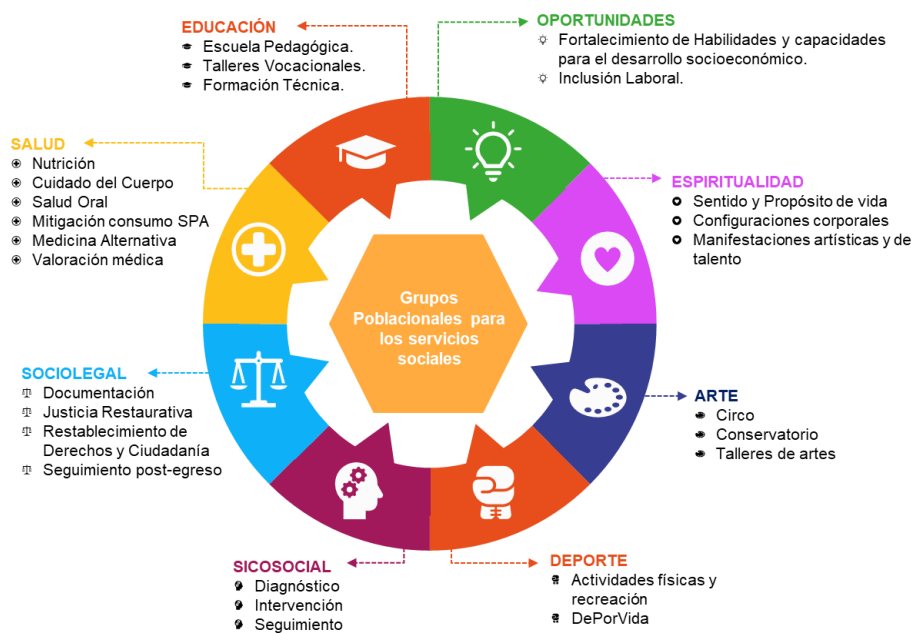 EDUCACIÓN
Escuela Pedagógica.
Talleres Vocacionales.
Formación Técnica.
OPORTUNIDADES
Fortalecimiento de Habilidades y capacidades
para el desarrollo socioeconómico.
Inclusión Laboral.
SALUD
Nutrición
Cuidado del Cuerpo
Salud Oral
Mitigación consumo SPA
Medicina Alternativa
Valoración médica
ESPIRITUALIDAD
Sentido y Propósito de vida
Configuraciones corporales
Manifestaciones artísticas y de
talento
Grupos
Poblacionales para
los servicios
sociales
SOCIOLEGAL
Documentación
Justicia Restaurativa
Restablecimiento de
Derechos y Ciudadanía
Seguimiento post-egreso
ARTE
Circo
Conservatorio
Talleres de artes
SICOSOCIAL
Diagnóstico
Intervención
Seguimiento
DEPORTE
Actividades físicas y
recreación
DePorVida